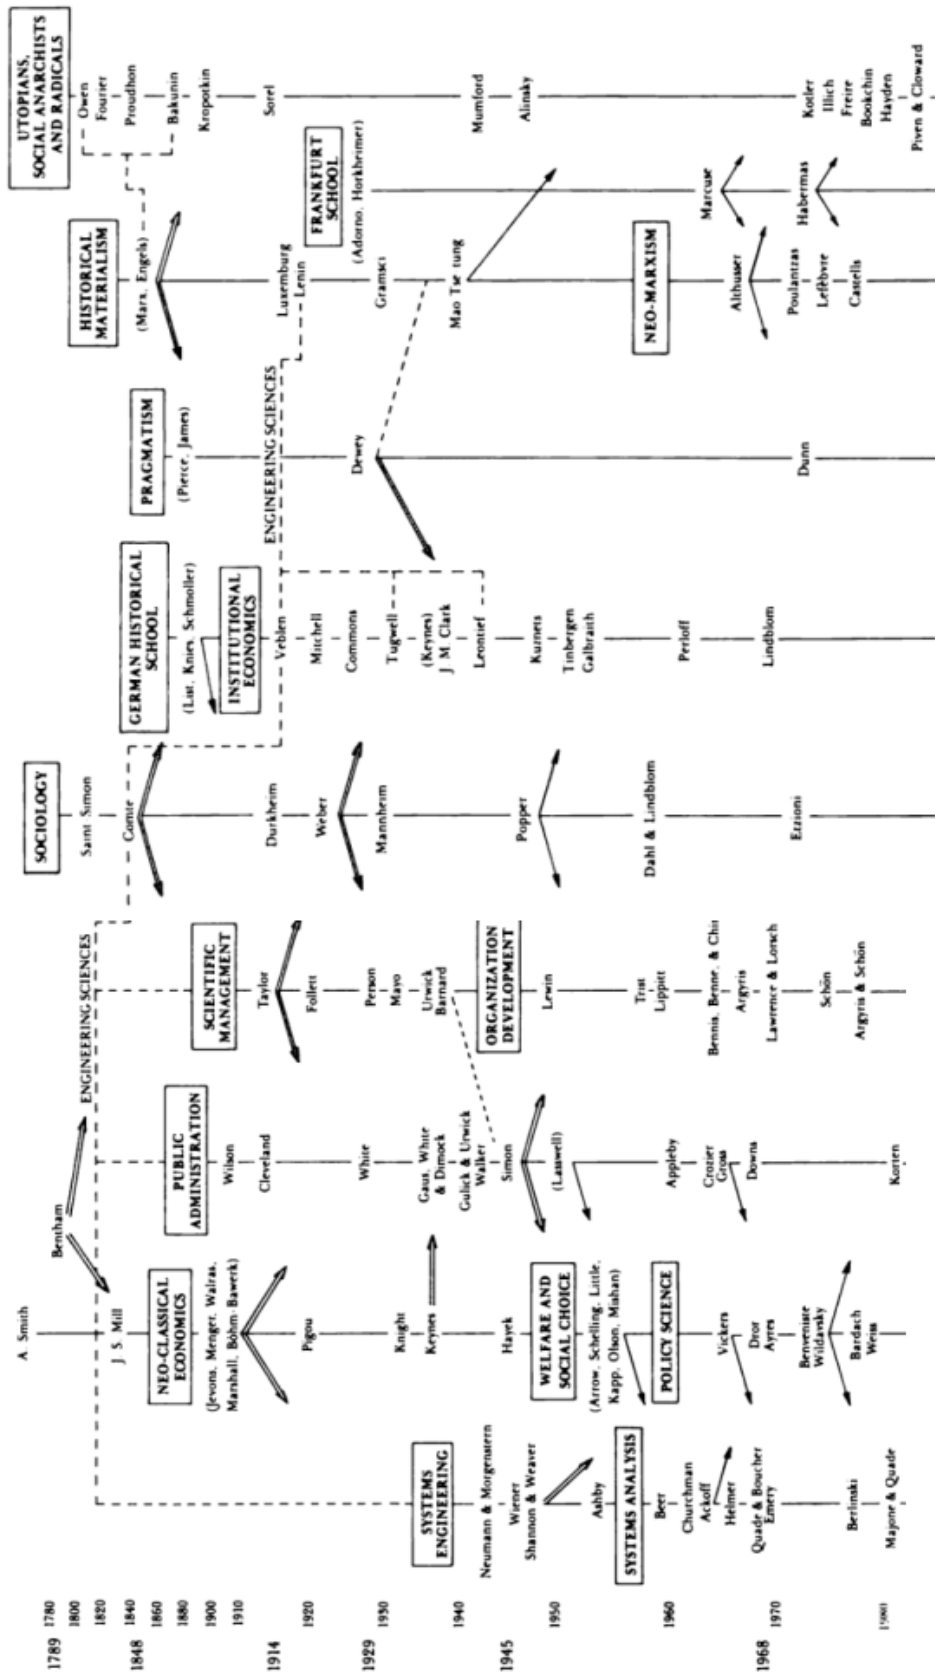 1780
1789
1800
1820
1840
1848
1860
1880
1900
1910
1914
1920
1929
1930
1940
1945
1950
1960
1968
1970
SYSTEMS
ENGINEERING
Neumann & Morgenstern
Wiener
Shannon & Weaver
Ashby
SYSTEMS ANALYSIS
Beer
Churchman
Ackoff
Helmer
Quade & Boucher
Emery
Berlinski
Majone & Quade
A. Smith
J. S. Mill
NEO-CLASSICAL
ECONOMICS
(Jevons, Menger, Walras,
Marshall, Böhm-Bawerk)
Pigou
Knight
Keynes
Hayek
WELFARE AND
SOCIAL CHOICE
(Arrow, Schelling, Little,
Kapp, Olson, Mishan)
POLICY SCIENCE
Vickers
Dror
Ayres
Benveniste
Wildavsky
Bardach
Weiss
Bentham
ENGINEERING SCIENCES
PUBLIC
ADMINISTRATION
Wilson
Cleveland
White
Gaus, White
& Dimock
Gulick & Urwick
Walker
Simon
(Lasswell)
Appleby
Crozier
Gross
Downs
Korten
SCIENTIFIC
MANAGEMENT
Taylor
Follett
Person
Mayo
Urwick
Barnard
ORGANIZATION
DEVELOPMENT
Lewin
Trist
Lippitt
Bennis, Benne, & Chin
Argyris
Lawrence & Lorsch
Schön
Argyris & Schön
SOCIOLOGY
Saint Simon
Comte
Durkheim
Weber
Mannheim
Popper
Dahl & Lindblom
Etzioni
GERMAN HISTORICAL
SCHOOL
(List, Knies, Schmoller)
INSTITUTIONAL
ECONOMICS
Veblen
Mitchell
Commons
Tugwell
(Keynes)
J. M. Clark
Leontief
Kuznets
Tinbergen
Galbraith
Perloff
Lindblom
ENGINEERING SCIENCES
PRAGMATISM
(Pierce, James)
Dewey
Dunn
HISTORICAL
MATERIALISM
(Marx, Engels)
Luxemburg
Lenin
Gramsci
Mao Tse tung
NEO-MARXISM
Althusser
Poulantzas
Lefèbvre
Castells
FRANKFURT
SCHOOL
(Adorno, Horkheimer)
Marcuse
Habermas
UTOPIANS,
SOCIAL ANARCHISTS
AND RADICALS
Owen
Fourier
Proudhon
Bakunin
Kropotkin
Sorel
Mumford
Alinsky
Kotler
Illich
Freire
Bookchin
Hayden
Piven & Cloward